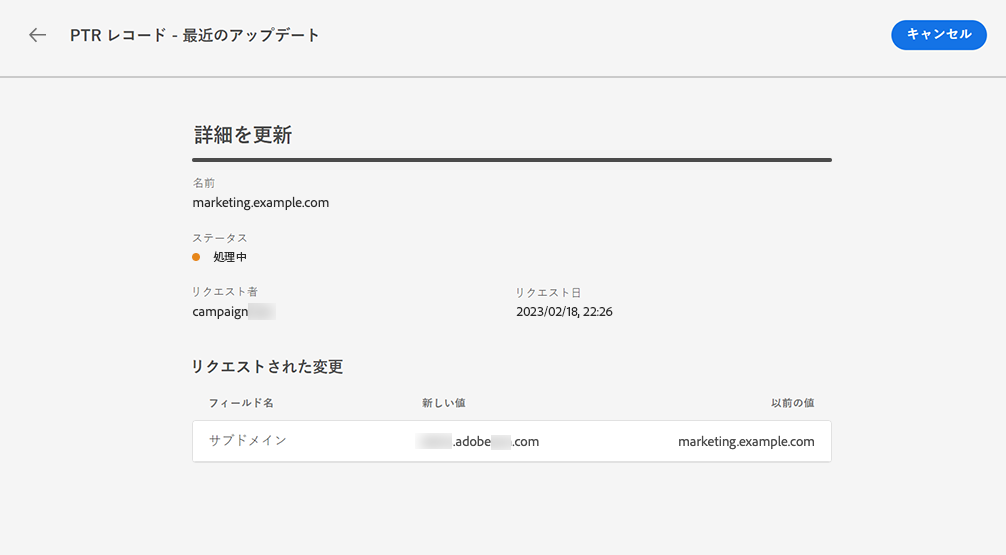 PTR レコード - 最近のアップデート
キャンセル
詳細を更新
名前
marketing.example.com
ステータス
処理中
リクエスト者 リクエスト日
campaign 2023/02/18, 22:26
リクエストされた変更
フィールド名 新しい値 以前の値
サブドメイン .adobe .com marketing.example.com